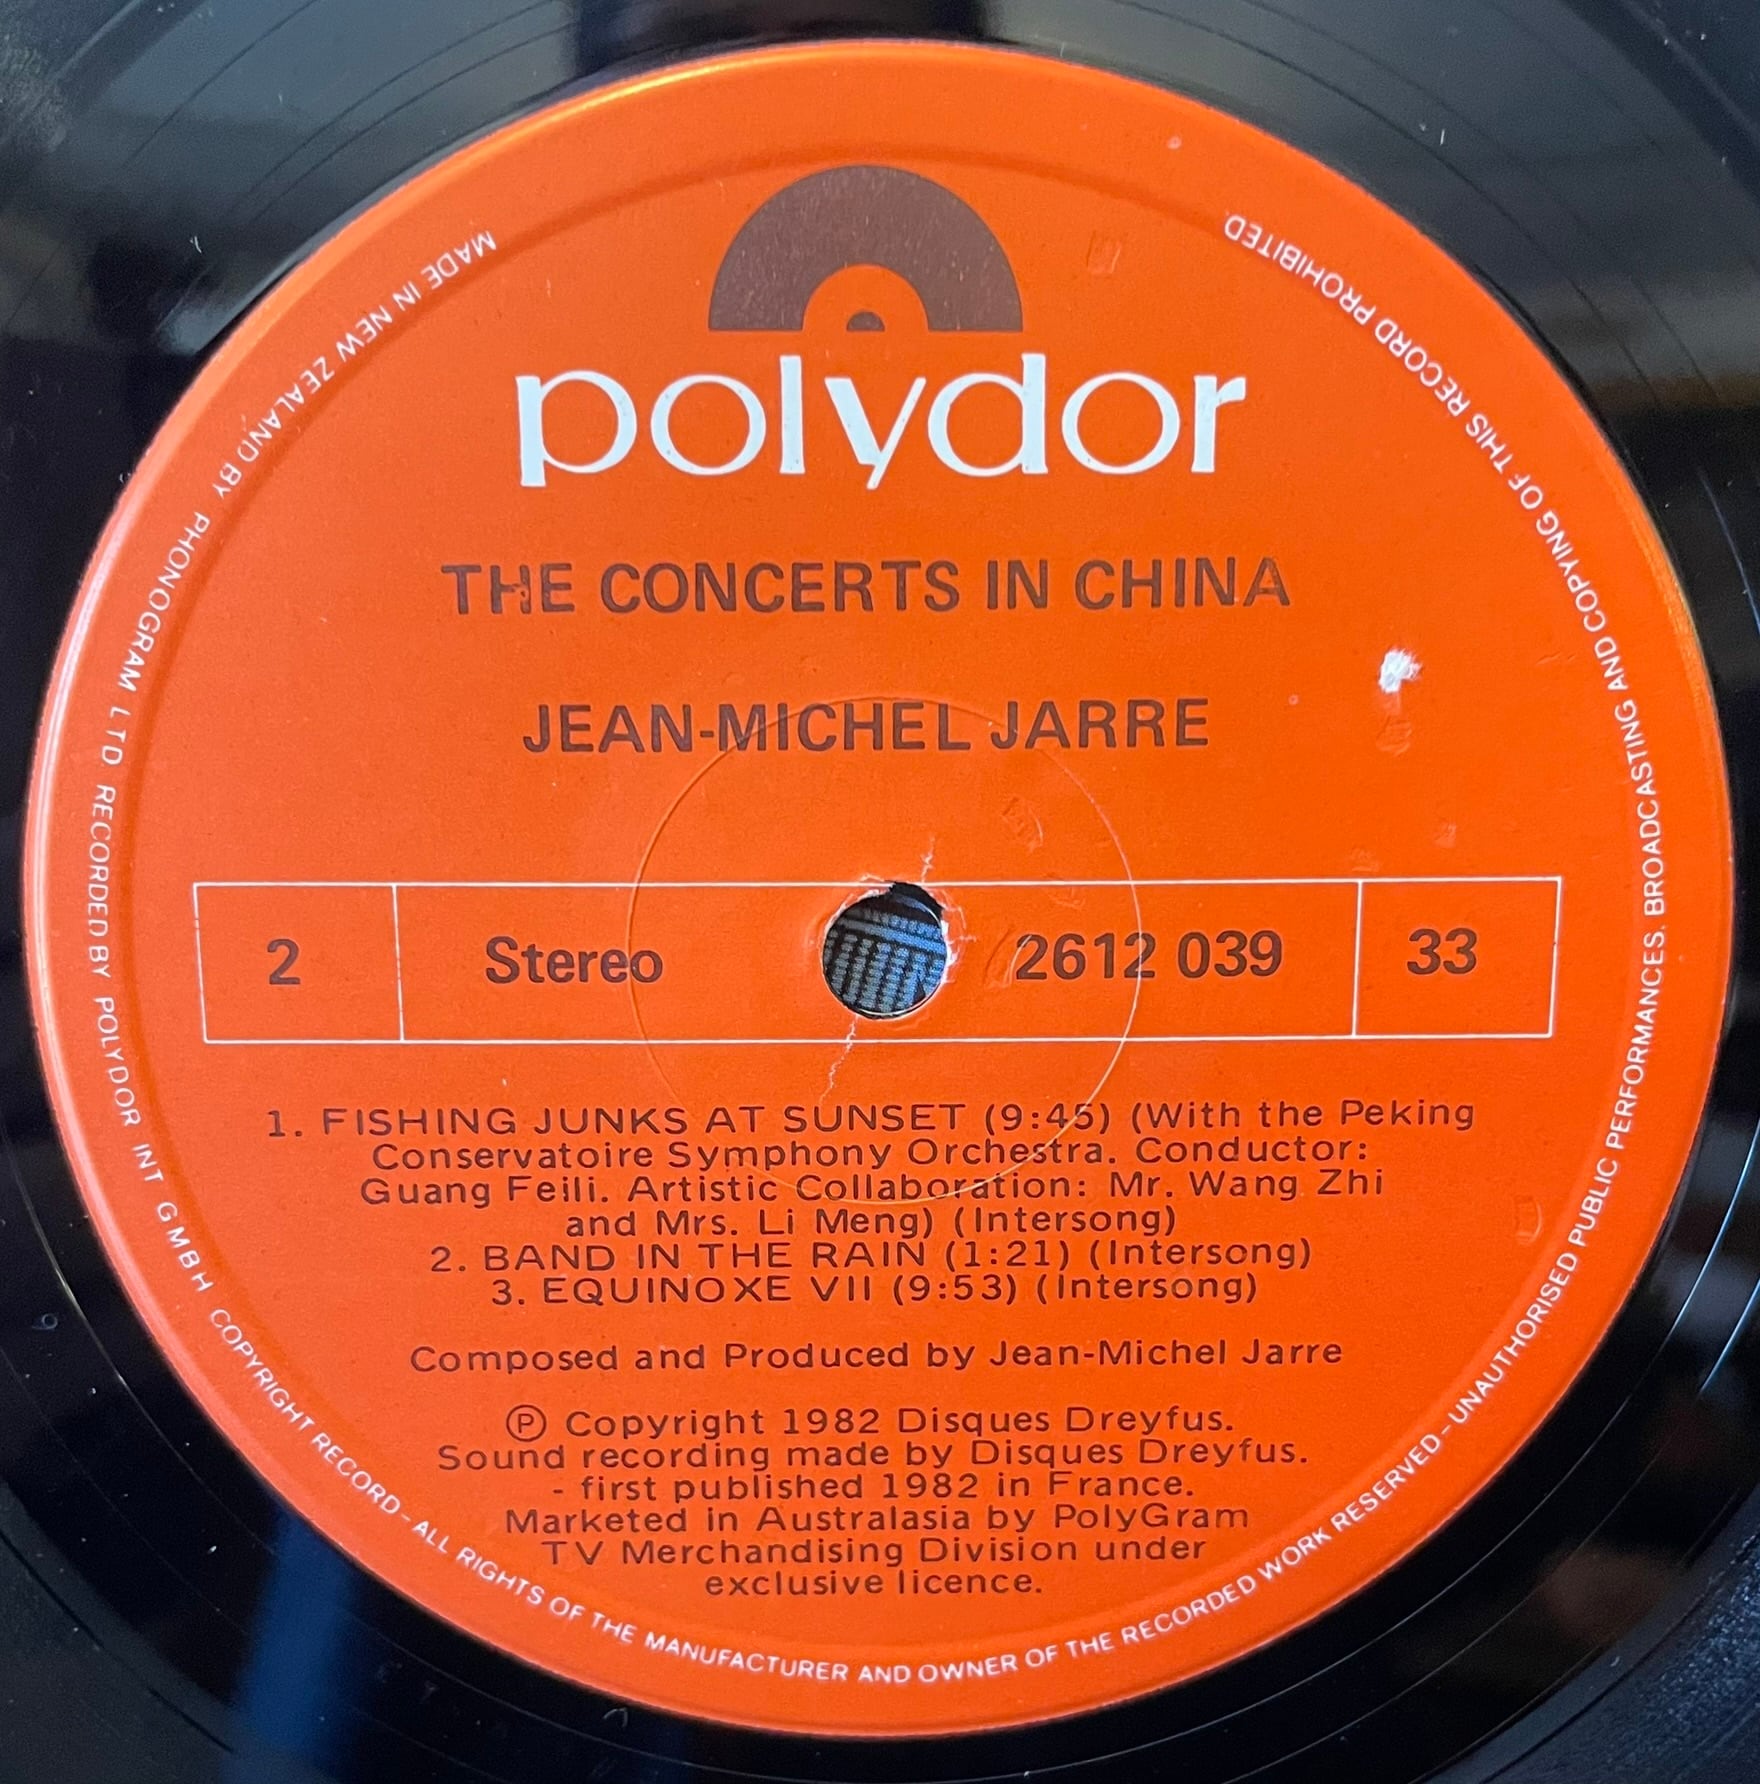 polydor
THE CONCERTS IN CHINA
JEAN-MICHEL JARRE
2 Stereo 2612 039 33
1. FISHING JUNKS AT SUNSET (9:45) (With the Peking
Conservatoire Symphony Orchestra. Conductor:
Guang Feili. Artistic Collaboration: Mr. Wang Zhi
and Mrs. Li Meng) (Intersong)
2. BAND IN THE RAIN (1:21) (Intersong)
3. EQUINOXE VII (9:53) (Intersong)
Composed and Produced by Jean-Michel Jarre
Ⓟ Copyright 1982 Disques Dreyfus.
Sound recording made by Disques Dreyfus.
- first published 1982 in France.
Marketed in Australasia by PolyGram
TV Merchandising Division under
exclusive licence.
MADE IN NEW ZEALAND BY PHONOGRAM LTD RECORDED BY POLYDOR INT GMBH COPYRIGHT RECORD - ALL RIGHTS OF THE MANUFACTURER AND OWNER OF THE RECORDED WORK RESERVED - UNAUTHORISED PUBLIC PERFORMANCES. BROADCASTING AND COPYING OF THIS RECORD PROHIBITED